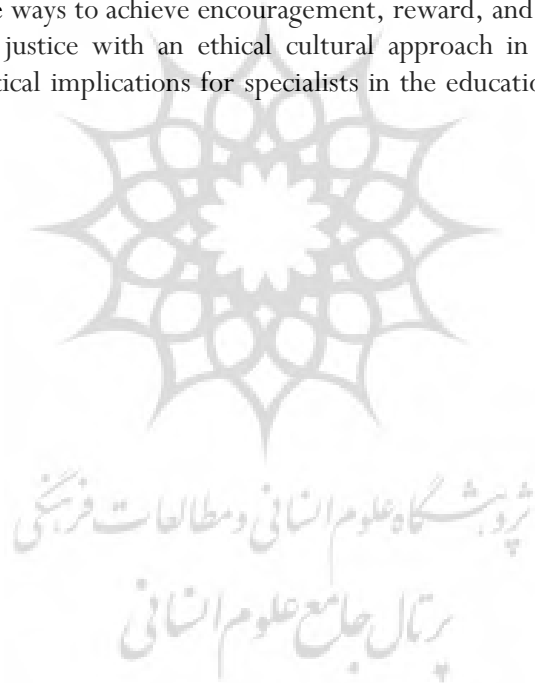 e ways to achieve encouragement, reward, and
justice with an ethical cultural approach in
tical implications for specialists in the educatio
پژوهشگاه علوم انسانی و مطالعات فرهنگی
پرتال جامع علوم انسانی